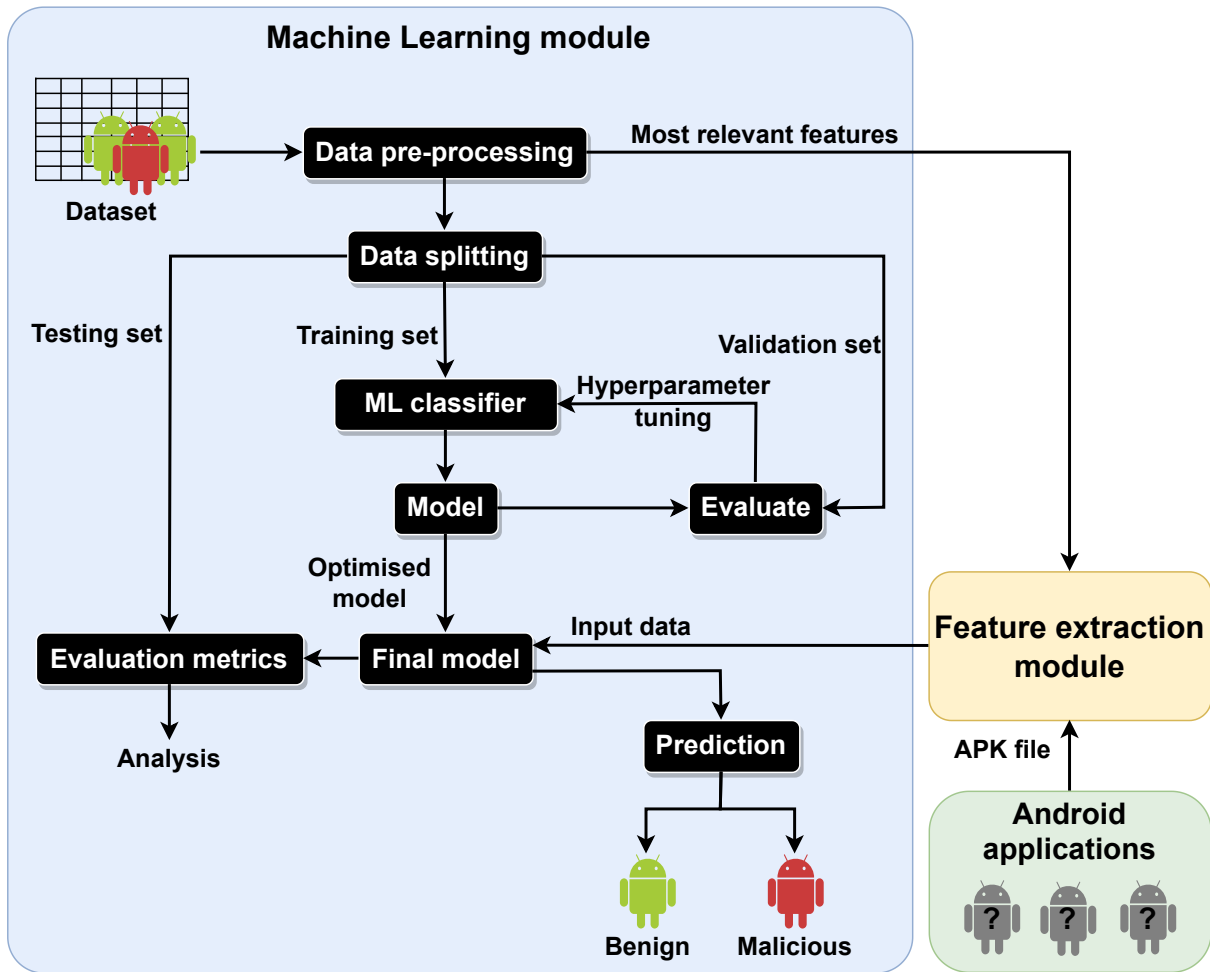 Machine Learning module
Most relevant features
Data pre-processing
Dataset
Data splitting
Testing set
Training set
Validation set
Hyperparameter
tuning
ML classifier
Model
Evaluate
Optimised
model
Input data
Feature extraction
module
Evaluation metrics
Final model
Prediction
APK file
Analysis
Android
applications
? ? ?
Benign
Malicious